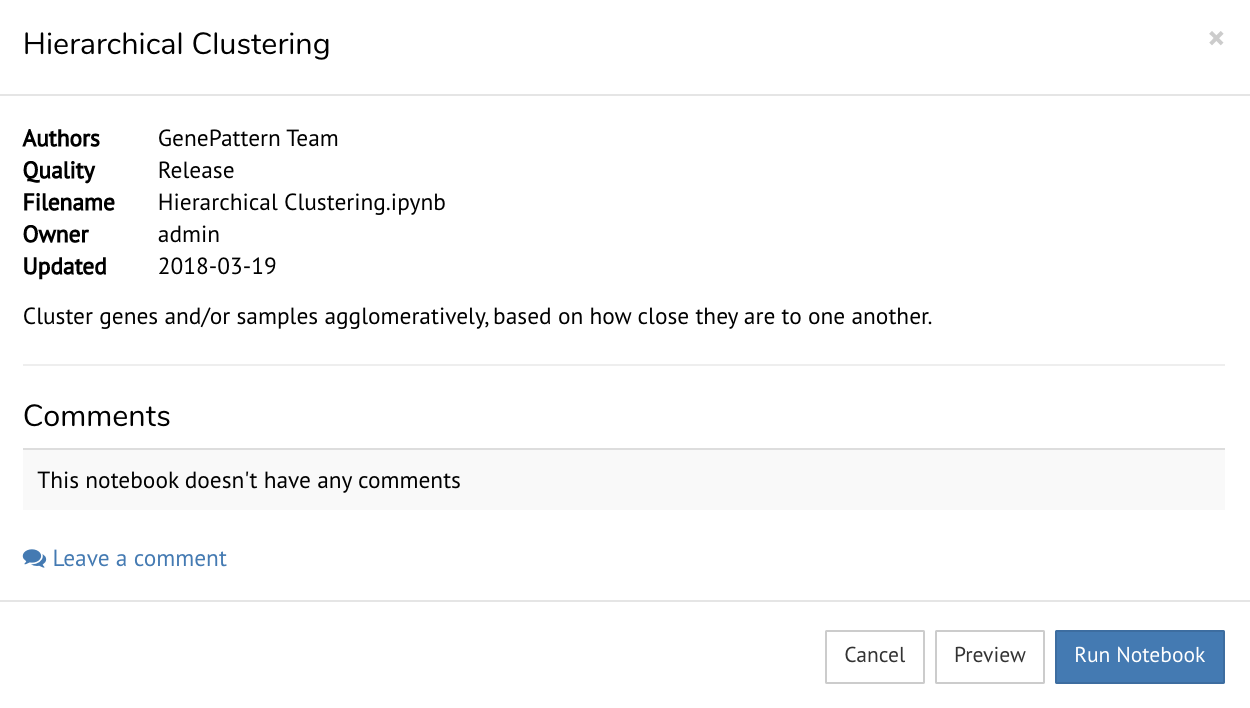 Hierarchical Clustering
×
Authors GenePattern Team
Quality Release
Filename Hierarchical Clustering.ipynb
Owner admin
Updated 2018-03-19
Cluster genes and/or samples agglomeratively, based on how close they are to one another.
Comments
This notebook doesn't have any comments
Leave a comment
Cancel Preview Run Notebook